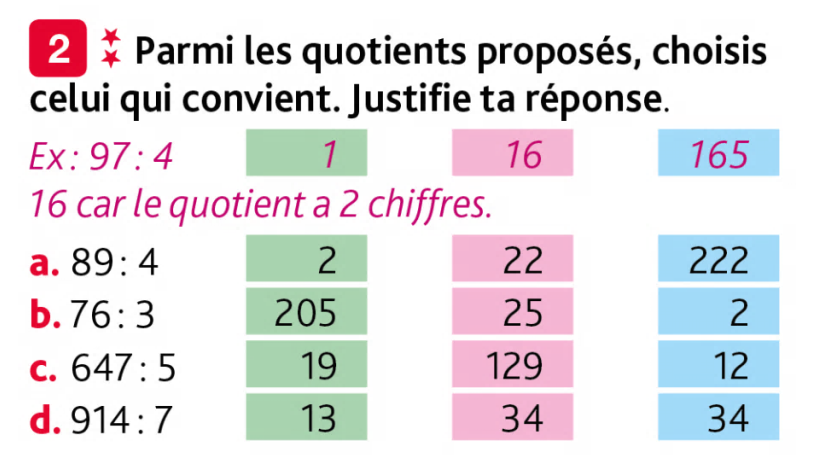 2 Parmi les quotients proposés, choisis
celui qui convient. Justifie ta réponse.
Ex : 97 : 4 1 16 165
16 car le quotient a 2 chiffres.
a. 89 : 4 2 22 222
b. 76 : 3 205 25 2
c. 647 : 5 19 129 12
d. 914 : 7 13 34 34